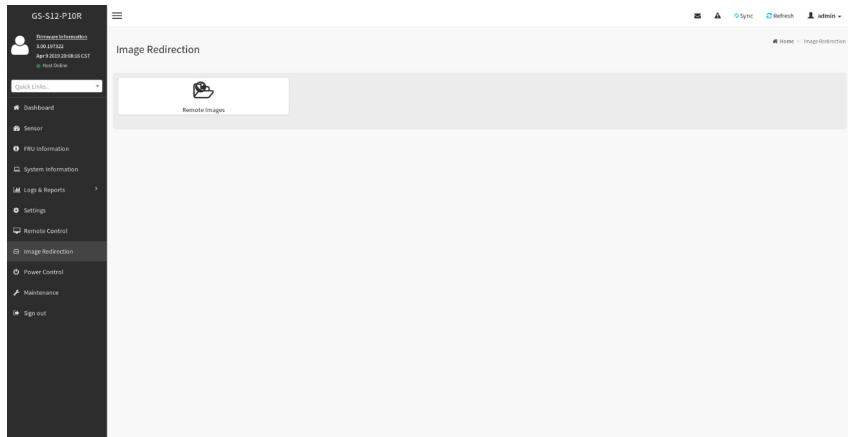 GS-S12-P10R
Firmware Information
3.00.197322
Apr 9 2019 20:08:16 CST
Host Online
Quick Links...
Dashboard
Sensor
FRU Information
System Information
Logs & Reports
Settings
Remote Control
Image Redirection
Power Control
Maintenance
Sign out
Sync
Refresh
admin
Image Redirection
Home
Image Redirection
Remote Images